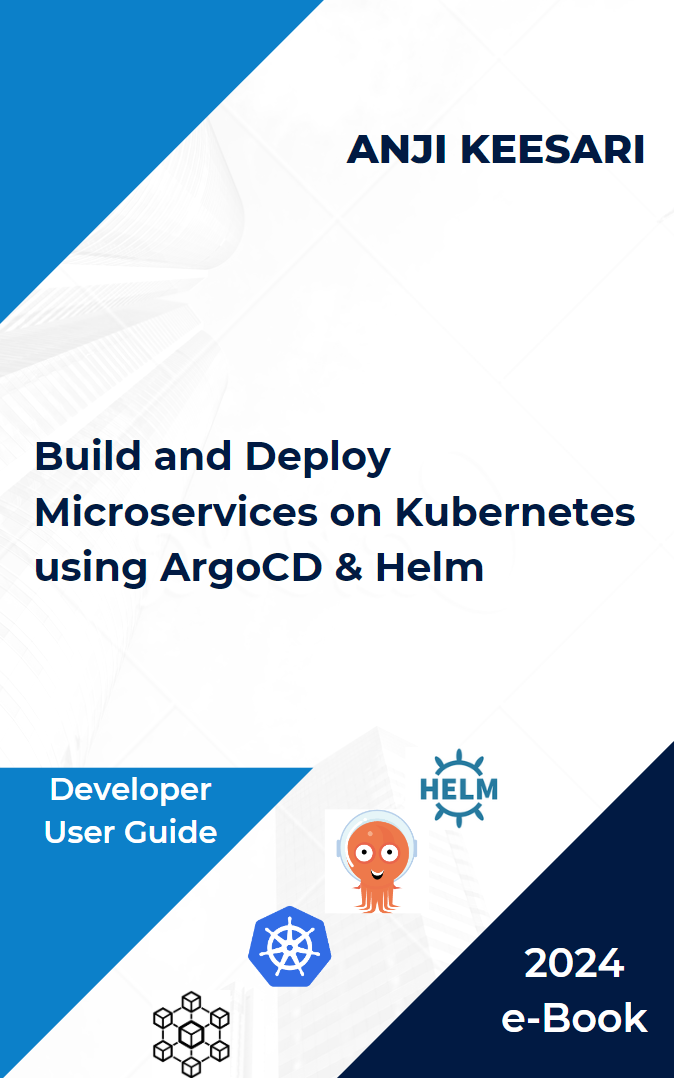 ANJI KEESARI
Build and Deploy
Microservices on Kubernetes
using ArgoCD & Helm
Developer
User Guide
HELM
2024
e-Book